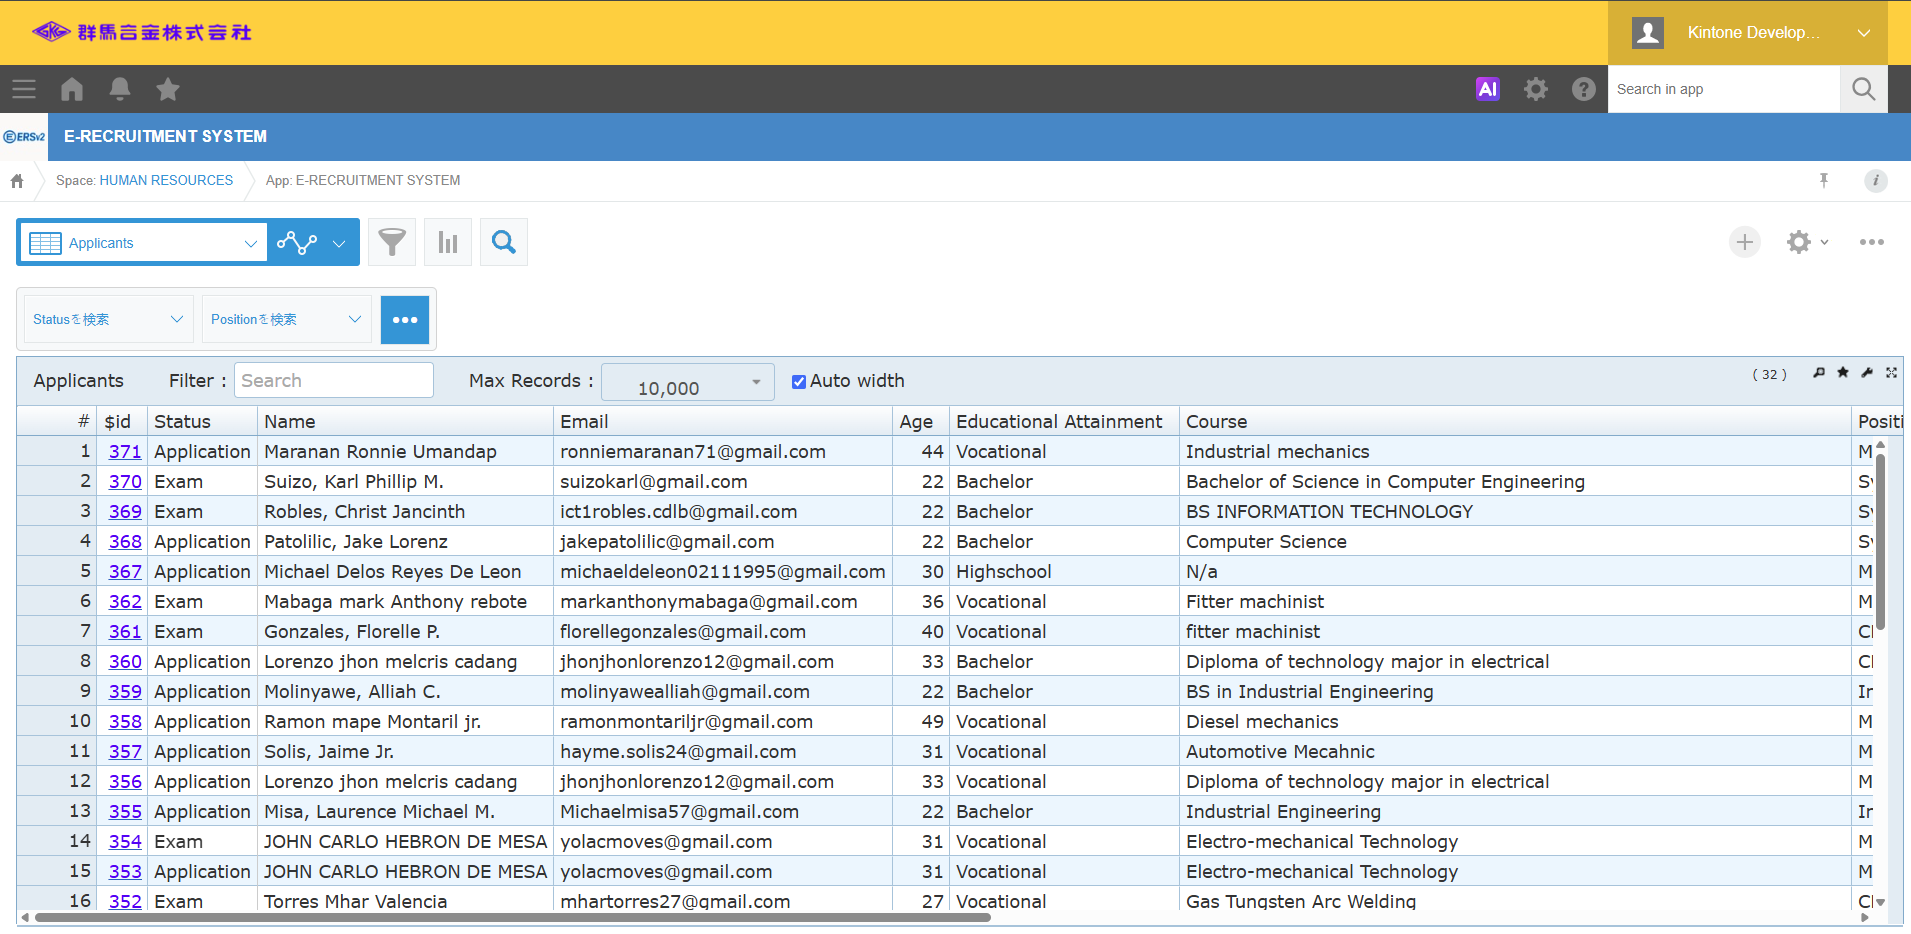 GKG 群馬合金株式会社
Kintone Develop...
AI
Search in app
ERSv2 E-RECRUITMENT SYSTEM
Space: HUMAN RESOURCES App: E-RECRUITMENT SYSTEM
Applicants
Statusを検索 Positionを検索
Applicants Filter : Search Max Records : 10,000 Auto width ( 32 )
# $id Status Name Email Age Educational Attainment Course Positi
1 371 Application Maranan Ronnie Umandap ronniemaranan71@gmail.com 44 Vocational Industrial mechanics M
2 370 Exam Suizo, Karl Phillip M. suizokarl@gmail.com 22 Bachelor Bachelor of Science in Computer Engineering Sy
3 369 Exam Robles, Christ Jancinth ict1robles.cdlb@gmail.com 22 Bachelor BS INFORMATION TECHNOLOGY Sy
4 368 Application Patolilic, Jake Lorenz jakepatolilic@gmail.com 22 Bachelor Computer Science Sy
5 367 Application Michael Delos Reyes De Leon michaeldeleon02111995@gmail.com 30 Highschool N/a M
6 362 Exam Mabaga mark Anthony rebote markanthonymabaga@gmail.com 36 Vocational Fitter machinist M
7 361 Exam Gonzales, Florelle P. florellegonzales@gmail.com 40 Vocational fitter machinist
8 360 Application Lorenzo jhon melcris cadang jhonjhonlorenzo12@gmail.com 33 Bachelor Diploma of technology major in electrical
9 359 Application Molinyawe, Alliah C. molinyawealliah@gmail.com 22 Bachelor BS in Industrial Engineering In
10 358 Application Ramon mape Montaril jr. ramonmontariljr@gmail.com 49 Vocational Diesel mechanics M
11 357 Application Solis, Jaime Jr. hayme.solis24@gmail.com 31 Vocational Automotive Mecahnic M
12 356 Application Lorenzo jhon melcris cadang jhonjhonlorenzo12@gmail.com 33 Vocational Diploma of technology major in electrical M
13 355 Application Misa, Laurence Michael M. Michaelmisa57@gmail.com 22 Bachelor Industrial Engineering In
14 354 Exam JOHN CARLO HEBRON DE MESA yolacmoves@gmail.com 31 Vocational Electro-mechanical Technology M
15 353 Application JOHN CARLO HEBRON DE MESA yolacmoves@gmail.com 31 Vocational Electro-mechanical Technology M
16 352 Exam Torres Mhar Valencia mhartorres27@gmail.com 27 Vocational Gas Tungsten Arc Welding